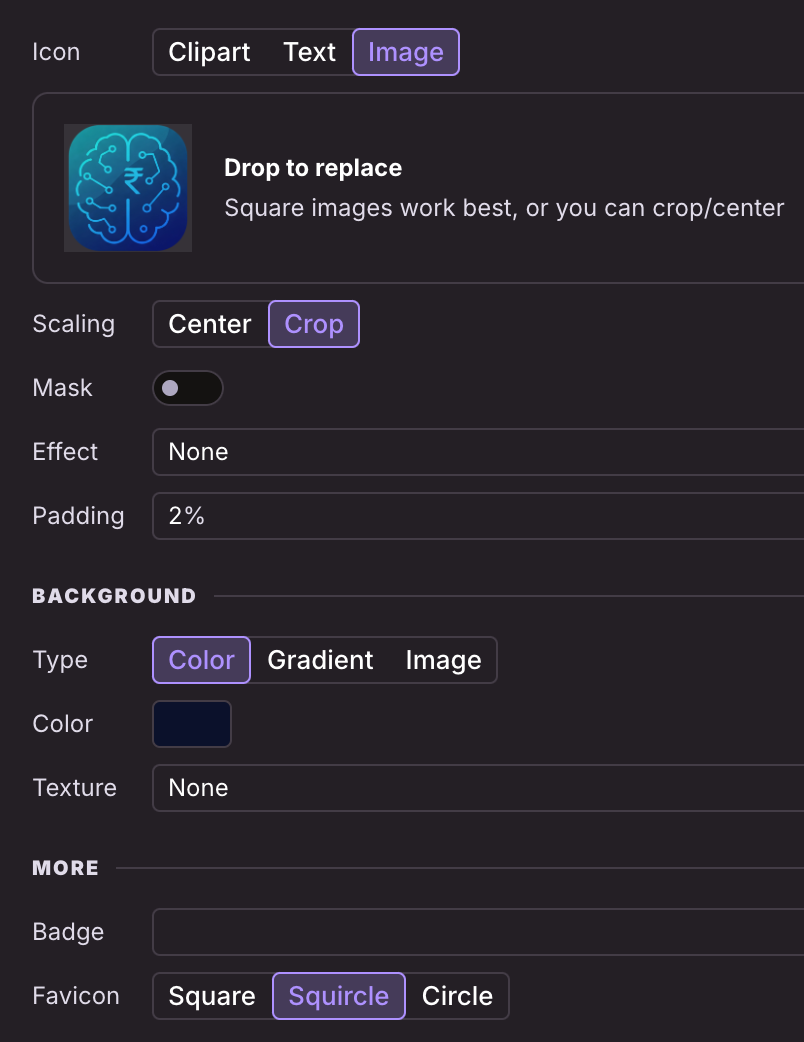 Icon Clipart Text Image
₹
Drop to replace
Square images work best, or you can crop/center
Scaling Center Crop
Mask
Effect None
Padding 2%
BACKGROUND
Type Color Gradient Image
Color
Texture None
MORE
Badge
Favicon Square Squircle Circle